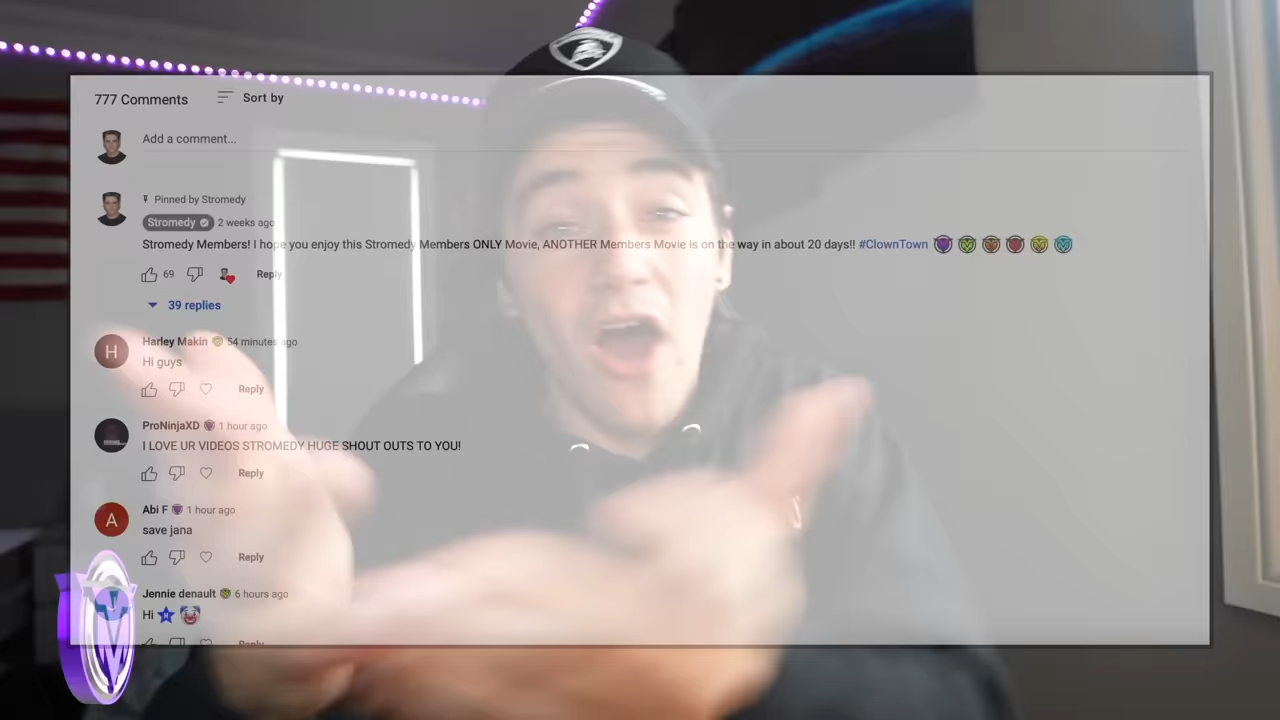 777 Comments
Sort by
Add a comment...
Pinned by Stromedy
Stromedy 2 weeks ago
Stromedy Members! I hope you enjoy this Stromedy Members ONLY Movie, ANOTHER Members Movie is on the way in about 20 days!! #ClownTown
69 Reply
39 replies
H
Harley Makin 54 minutes ago
Hi guys
Reply
ProNinjaXD 1 hour ago
I LOVE UR VIDEOS STROMEDY HUGE SHOUT OUTS TO YOU!
Reply
A
Abi F 1 hour ago
save jana
Reply
Jennie denault 6 hours ago
Hi
Reply